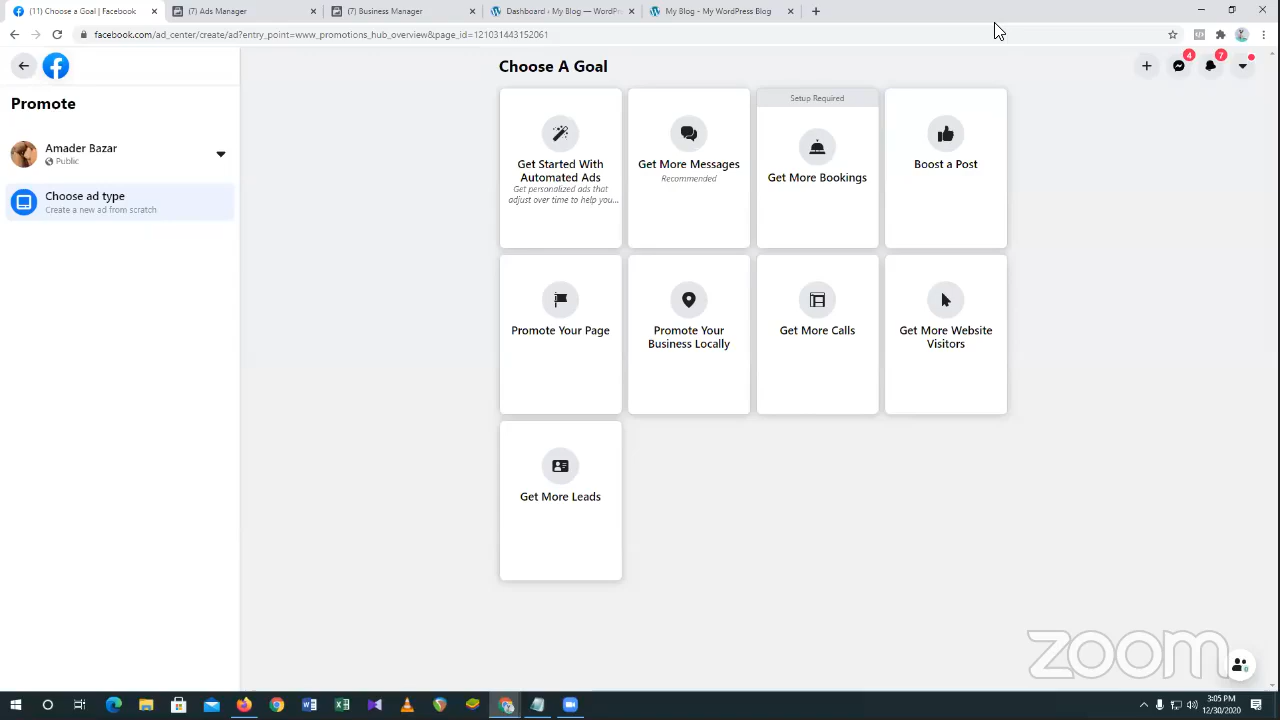 (11) Choose a Goal | Facebook
(7) Ads Manager
(7) Business Manager
Dashboard ‹ My Blog — WordPr
My Blog - My WordPress Blog
facebook.com/ad_center/create/ad?entry_point=www_promotions_hub_overview&page_id=121031443152061
Promote
Amader Bazar
Public
Choose ad type
Create a new ad from scratch
Choose A Goal
4
7
Get Started With
Automated Ads
Get personalized ads that
adjust over time to help you...
Get More Messages
Recommended
Setup Required
Get More Bookings
Boost a Post
Promote Your Page
Promote Your
Business Locally
Get More Calls
Get More Website
Visitors
Get More Leads
zoom
3:05 PM
12/30/2020